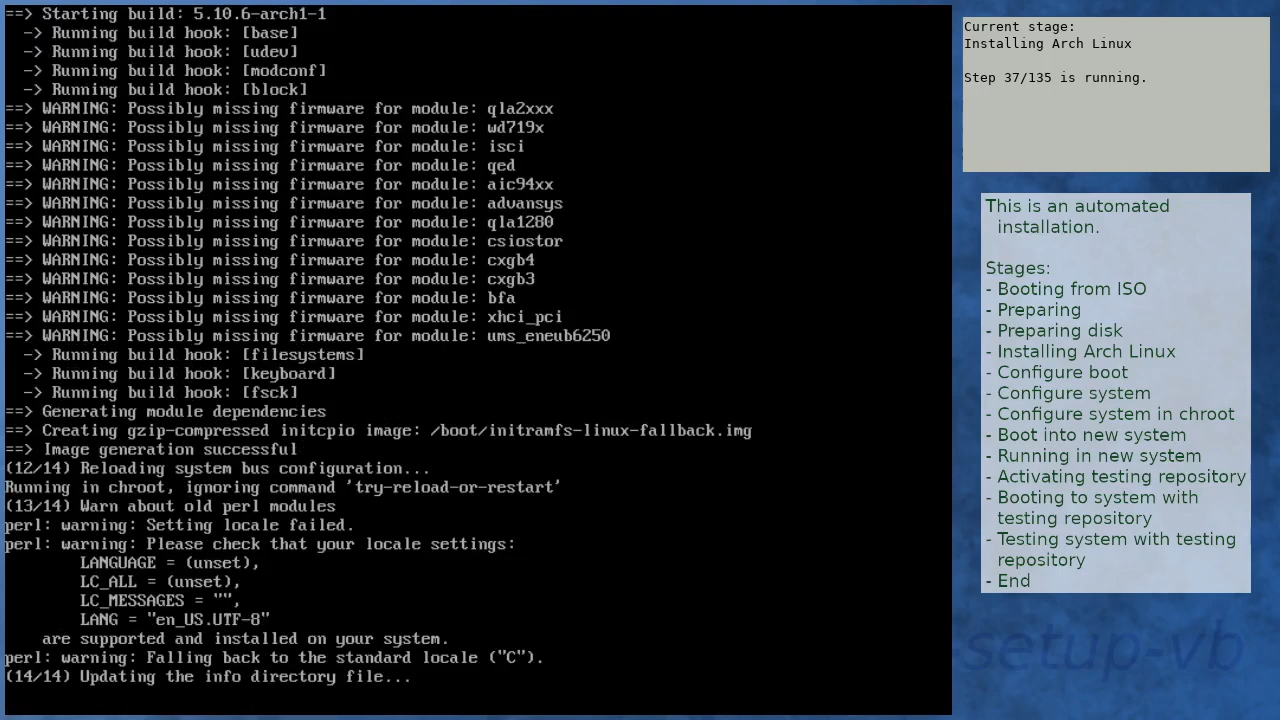 ==> Starting build: 5.10.6-arch1-1
  -> Running build hook: [base]
  -> Running build hook: [udev]
  -> Running build hook: [modconf]
  -> Running build hook: [block]
==> WARNING: Possibly missing firmware for module: qla2xxx
==> WARNING: Possibly missing firmware for module: wd719x
==> WARNING: Possibly missing firmware for module: isci
==> WARNING: Possibly missing firmware for module: qed
==> WARNING: Possibly missing firmware for module: aic94xx
==> WARNING: Possibly missing firmware for module: advansys
==> WARNING: Possibly missing firmware for module: qla1280
==> WARNING: Possibly missing firmware for module: csiostor
==> WARNING: Possibly missing firmware for module: cxgb4
==> WARNING: Possibly missing firmware for module: cxgb3
==> WARNING: Possibly missing firmware for module: bfa
==> WARNING: Possibly missing firmware for module: xhci_pci
==> WARNING: Possibly missing firmware for module: ums_eneub6250
  -> Running build hook: [filesystems]
  -> Running build hook: [keyboard]
  -> Running build hook: [fsck]
==> Generating module dependencies
==> Creating gzip-compressed initcpio image: /boot/initramfs-linux-fallback.img
==> Image generation successful
(12/14) Reloading system bus configuration...
Running in chroot, ignoring command 'try-reload-or-restart'
(13/14) Warn about old perl modules
perl: warning: Setting locale failed.
perl: warning: Please check that your locale settings:
        LANGUAGE = (unset),
        LC_ALL = (unset),
        LC_MESSAGES = "",
        LANG = "en_US.UTF-8"
    are supported and installed on your system.
perl: warning: Falling back to the standard locale ("C").
(14/14) Updating the info directory file...
Current stage:
Installing Arch Linux
Step 37/135 is running.
This is an automated
installation.
Stages:
- Booting from ISO
- Preparing
- Preparing disk
- Installing Arch Linux
- Configure boot
- Configure system
- Configure system in chroot
- Boot into new system
- Running in new system
- Activating testing repository
- Booting to system with
testing repository
- Testing system with testing
repository
- End
-setup-vb